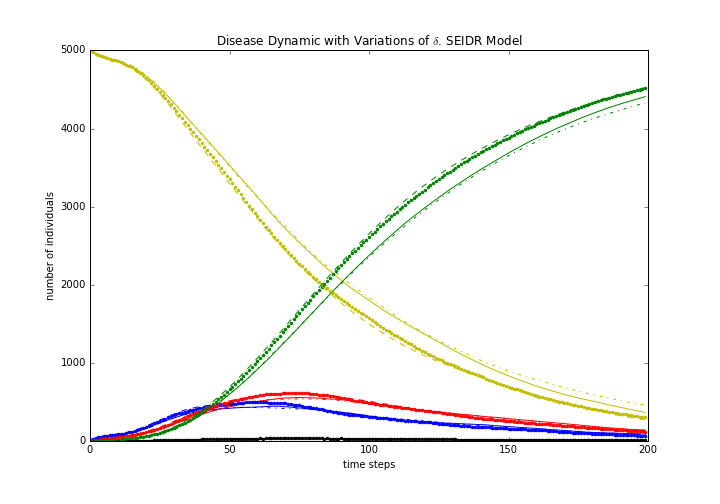 Disease Dynamic with Variations of δ. SEIDR Model
5000
4000
3000
2000
1000
0
number of individuals
0 50 100 150 200
time steps